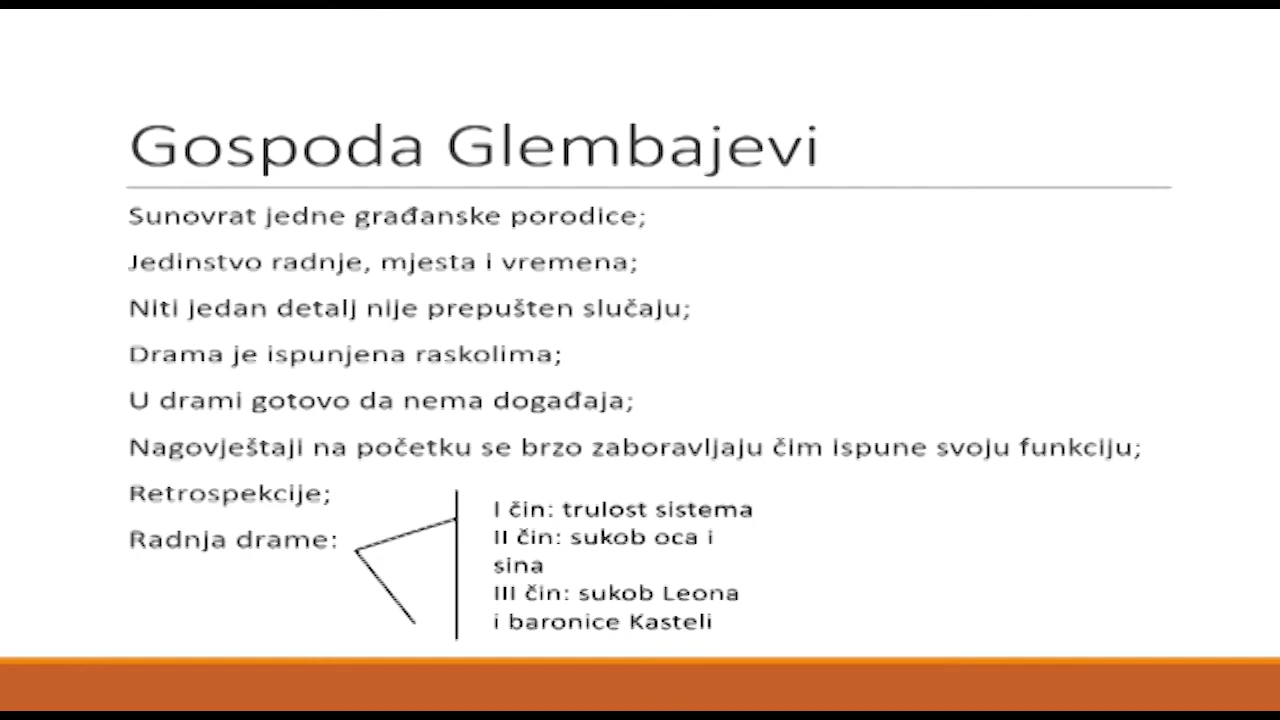 Gospoda Glembajevi
Sunovrat jedne građanske porodice;
Jedinstvo radnje, mjesta i vremena;
Niti jedan detalj nije prepušten slučaju;
Drama je ispunjena raskolima;
U drami gotovo da nema događaja;
Nagovještaji na početku se brzo zaboravljaju čim ispune svoju funkciju;
Retrospekcije;
Radnja drame:
I čin: trulost sistema
II čin: sukob oca i
sina
III čin: sukob Leona
i baronice Kasteli